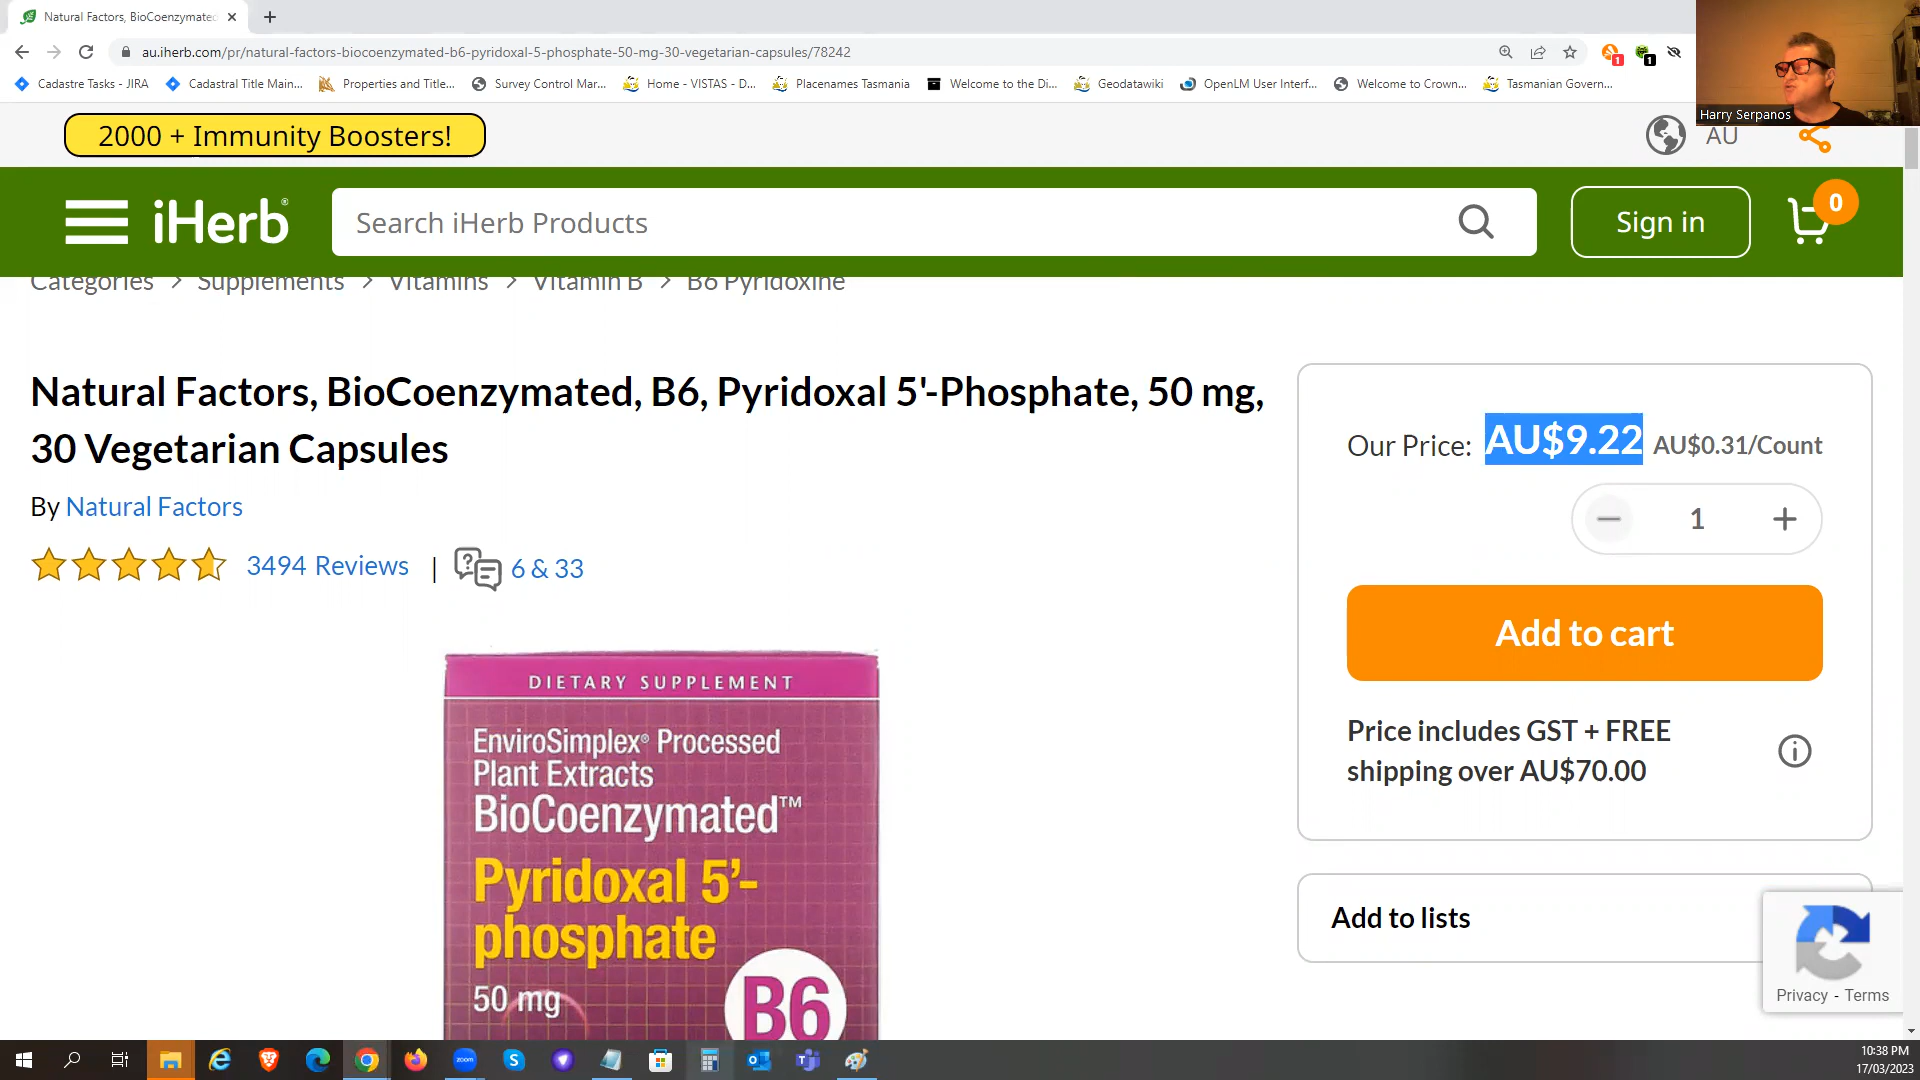 Natural Factors, BioCoenzymated
au.iherb.com/pr/natural-factors-biocoenzymated-b6-pyridoxal-5-phosphate-50-mg-30-vegetarian-capsules/78242
1
1
Cadastre Tasks - JIRA
Cadastral Title Main...
Properties and Title...
Survey Control Mar...
Home - VISTAS - D...
Placenames Tasmania
Welcome to the Di...
Geodatawiki
OpenLM User Interf...
Welcome to Crown...
Tasmanian Govern...
Harry Serpanos
2000 + Immunity Boosters!
AU
iHerb®
Search iHerb Products
Sign in
0
Categories > Supplements > Vitamins > Vitamin B > B6 Pyridoxine
Natural Factors, BioCoenzymated, B6, Pyridoxal 5'-Phosphate, 50 mg,
30 Vegetarian Capsules
By Natural Factors
3494 Reviews | 6 & 33
Our Price: AU$9.22 AU$0.31/Count
1
Add to cart
Price includes GST + FREE
shipping over AU$70.00
Add to lists
DIETARY SUPPLEMENT
EnviroSimplex® Processed
Plant Extracts
BioCoenzymated™
Pyridoxal 5'-
phosphate
50 mg
B6
Privacy - Terms
zoom
10:38 PM
17/03/2023